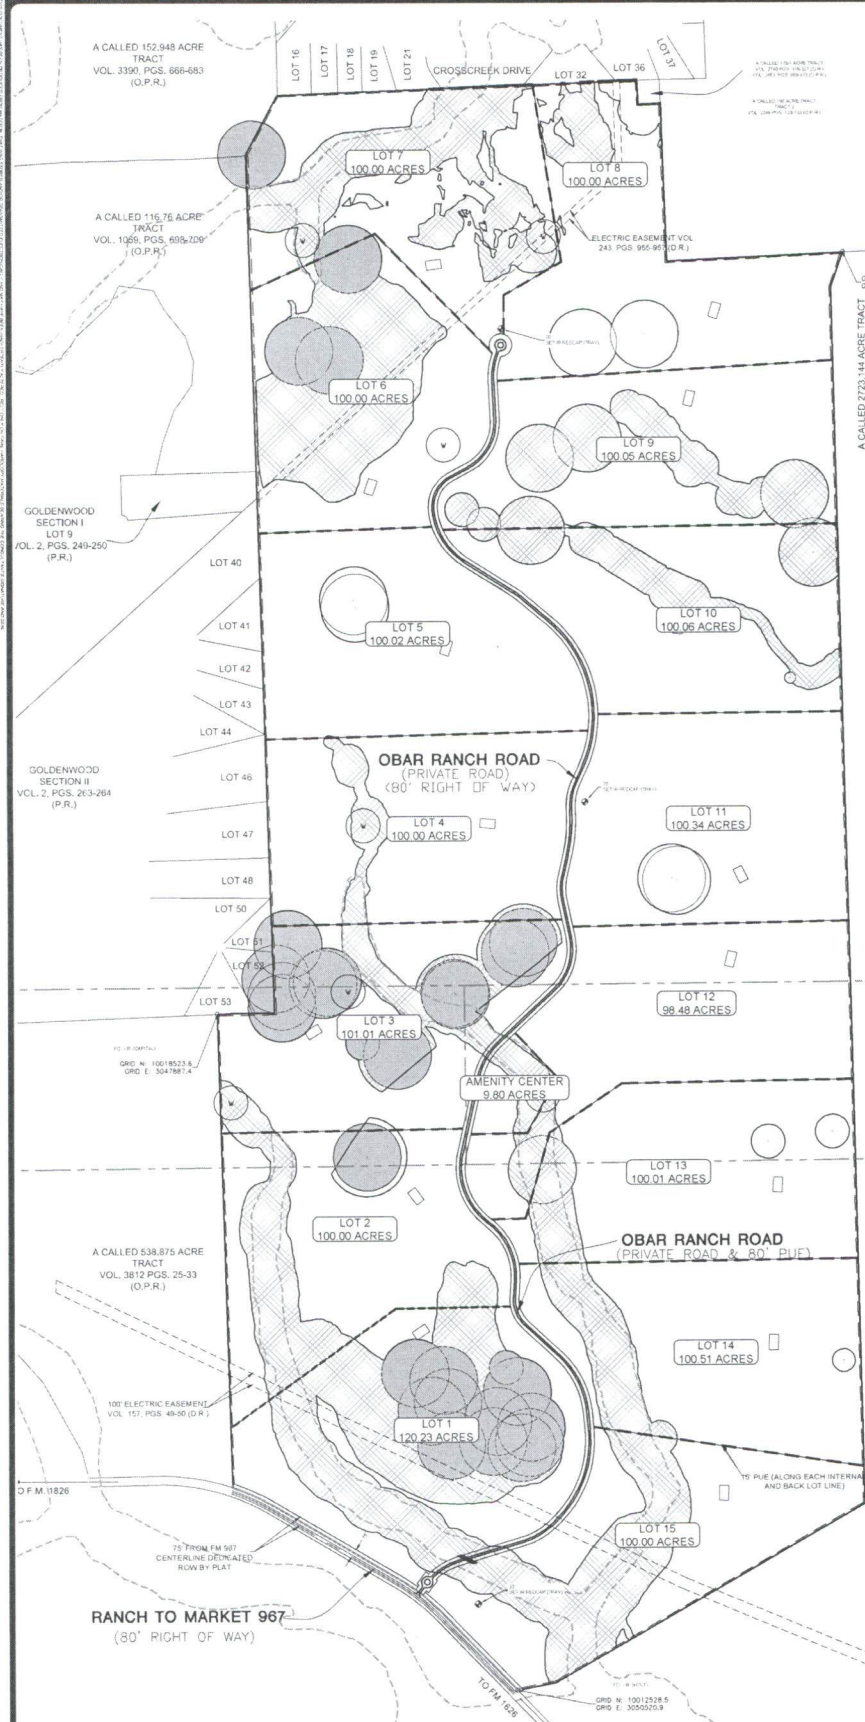 A CALLED 152.948 ACRE
TRACT
VOL. 3390, PGS. 666-683
(O.P.R.)
LOT 16
LOT 17
LOT 18
LOT 19
LOT 21
CROSSCREEK DRIVE
LOT 32
LOT 36
LOT 37
LOT 7
100.00 ACRES
LOT 8
100.00 ACRES
A CALLED 116.76 ACRE
TRACT
VOL. 1069, PGS. 698-709
(O.P.R.)
ELECTRIC EASEMENT VOL.
243, PGS. 955-957 (D.R.)
A CALLED 2723.144 ACRE TRACT
LOT 6
100.00 ACRES
LOT 9
100.05 ACRES
GOLDENWOOD
SECTION I
LOT 9
VOL. 2, PGS. 249-250
(P.R.)
LOT 40
LOT 41
LOT 42
LOT 43
LOT 44
LOT 5
100.02 ACRES
LOT 10
100.06 ACRES
GOLDENWOOD
SECTION II
VOL. 2, PGS. 263-264
(P.R.)
LOT 46
LOT 47
LOT 48
LOT 50
LOT 51
LOT 52
LOT 53
OBAR RANCH ROAD
(PRIVATE ROAD)
(80' RIGHT OF WAY)
LOT 4
100.00 ACRES
LOT 11
100.34 ACRES
LOT 12
98.48 ACRES
LOT 3
101.01 ACRES
GRID N: 10018523.6
GRID E: 3047887.4
AMENITY CENTER
9.80 ACRES
LOT 13
100.01 ACRES
LOT 2
100.00 ACRES
OBAR RANCH ROAD
(PRIVATE ROAD & 80' PUE)
A CALLED 538.875 ACRE
TRACT
VOL. 3812 PGS. 25-33
(O.P.R.)
LOT 14
100.51 ACRES
100' ELECTRIC EASEMENT
VOL. 157, PGS. 49-50 (D.R.)
LOT 1
120.23 ACRES
15' PUE (ALONG EACH INTERNA
AND BACK LOT LINE)
O F.M. 1826
75' FROM FM 967
CENTERLINE DEDICATED
ROW BY PLAT
LOT 15
100.00 ACRES
RANCH TO MARKET 967
(80' RIGHT OF WAY)
TO FM 1626
GRID N: 10012528.5
GRID E: 3050520.9